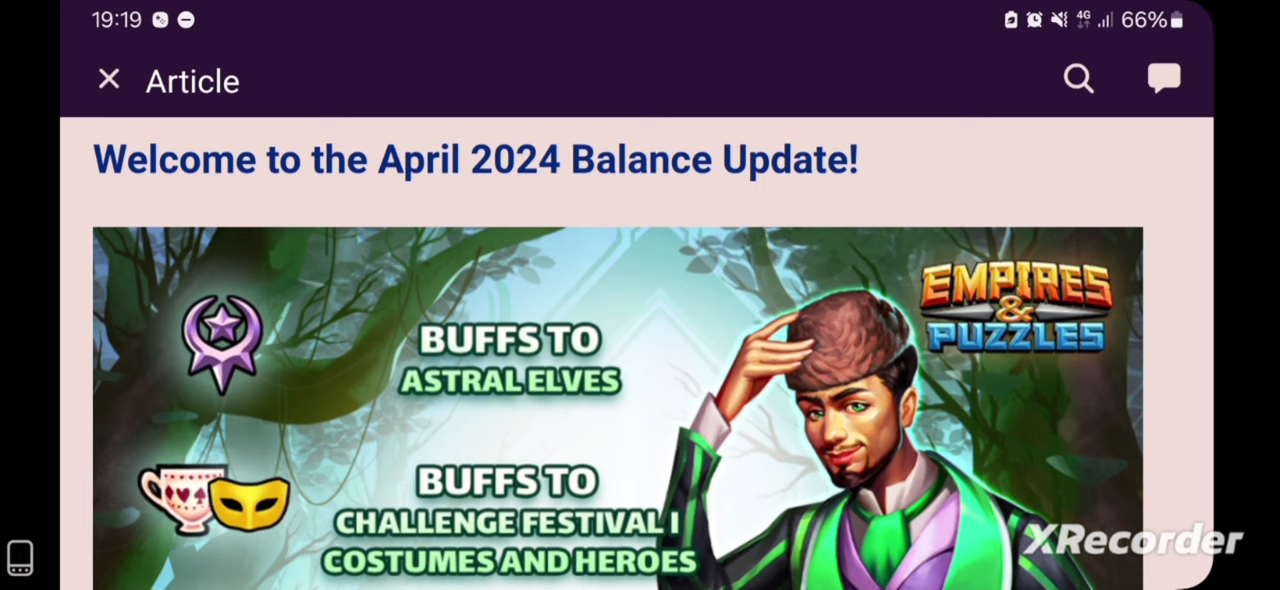 19:19
4G
66%
Article
Welcome to the April 2024 Balance Update!
EMPIRES
&
PUZZLES
BUFFS TO
ASTRAL ELVES
BUFFS TO
CHALLENGE FESTIVAL I
COSTUMES AND HEROES
XRecorder